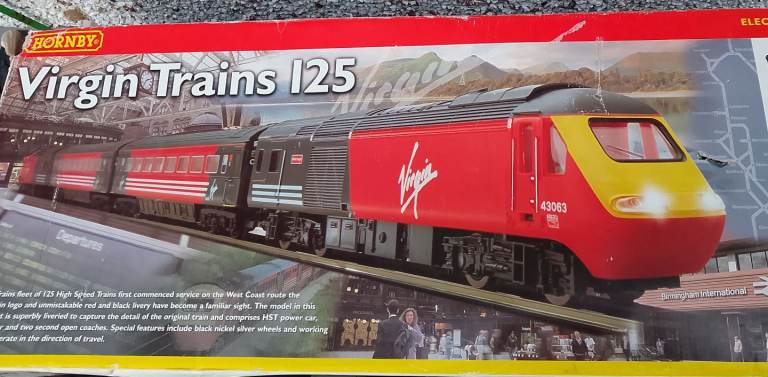 HORNBY
ELEC
Virgin Trains 125
Virgin
Virgin
43063
Departures
Birmingham International
rains fleet of 125 High Speed Trains first commenced service on the West Coast route the
in logo and unmistakable red and black livery have become a familiar sight. The model in this
t is superbly liveried to capture the detail of the original train and comprises HST power car,
r and two second open coaches. Special features include black nickel silver wheels and working
erate in the direction of travel.